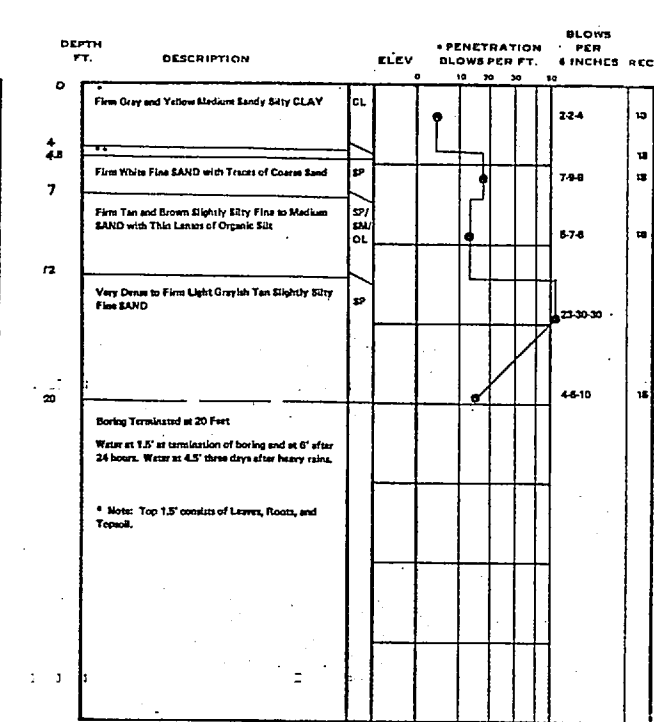 DEPTH FT.
DESCRIPTION
ELEV
• PENETRATION BLOWS PER FT.
BLOWS PER 6 INCHES
REC
0 10 20 30 50
0
Firm Gray and Yellow Medium Sandy Silty CLAY
CL
2-2-4
13
4
4.5
18
Firm White Fine SAND with Traces of Coarse Sand
SP
7-9-8
18
7
Firm Tan and Brown Slightly Silty Fine to Medium
SAND with Thin Lenses of Organic Silt
SP/
SM/
OL
18
12
Very Dense to Firm Light Grayish Tan Slightly Silty
Fine SAND
SP
23-30-30
20
10
Boring Terminated at 20 Feet
Water at 1.5' at termination of boring and at 6' after
24 hours. Water at 4.5' three days after heavy rains.
* Note: Top 1.5' consists of Leaves, Roots, and
Topsoil.